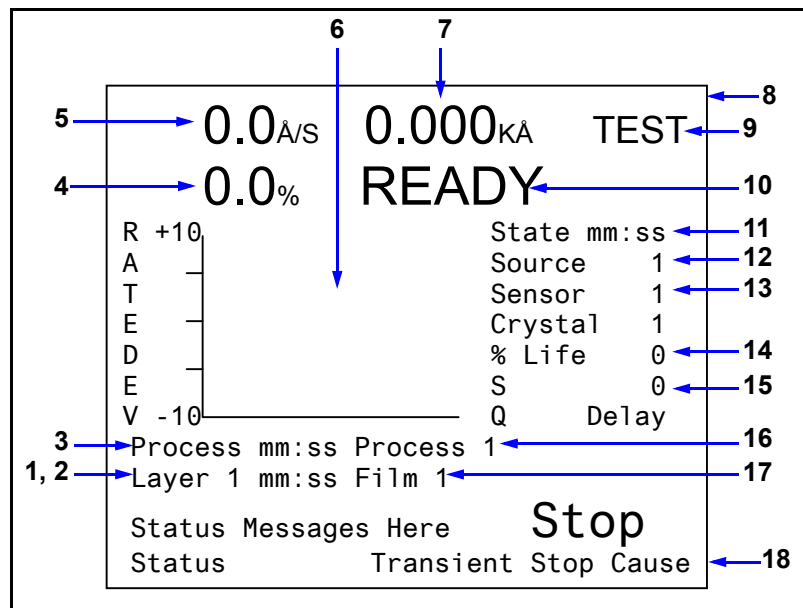 6 7
8
5 0.0Å/S 0.000KÅ TEST 9
4 0.0% READY 10
R +10 State mm:ss 11
A Source 1 12
T Sensor 1 13
E Crystal 1
D % Life 0 14
E S 0 15
V -10 Q Delay
3 Process mm:ss Process 1 16
1, 2 Layer 1 mm:ss Film 1 17
Status Messages Here Stop
Status Transient Stop Cause 18